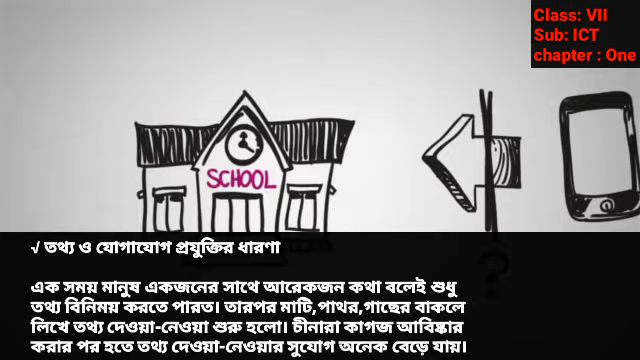 Class: VII
Sub: ICT
chapter : One
SCHOOL
√ তথ্য ও যোগাযোগ প্রযুক্তির ধারণা
এক সময় মানুষ একজনের সাথে আরেকজন কথা বলেই শুধু
তথ্য বিনিময় করতে পারত। তারপর মাটি,পাথর,গাছের বাকলে
লিখে তথ্য দেওয়া-নেওয়া শুরু হলো। চীনারা কাগজ আবিষ্কার
করার পর হতে তথ্য দেওয়া-নেওয়ার সুযোগ অনেক বেড়ে যায়।